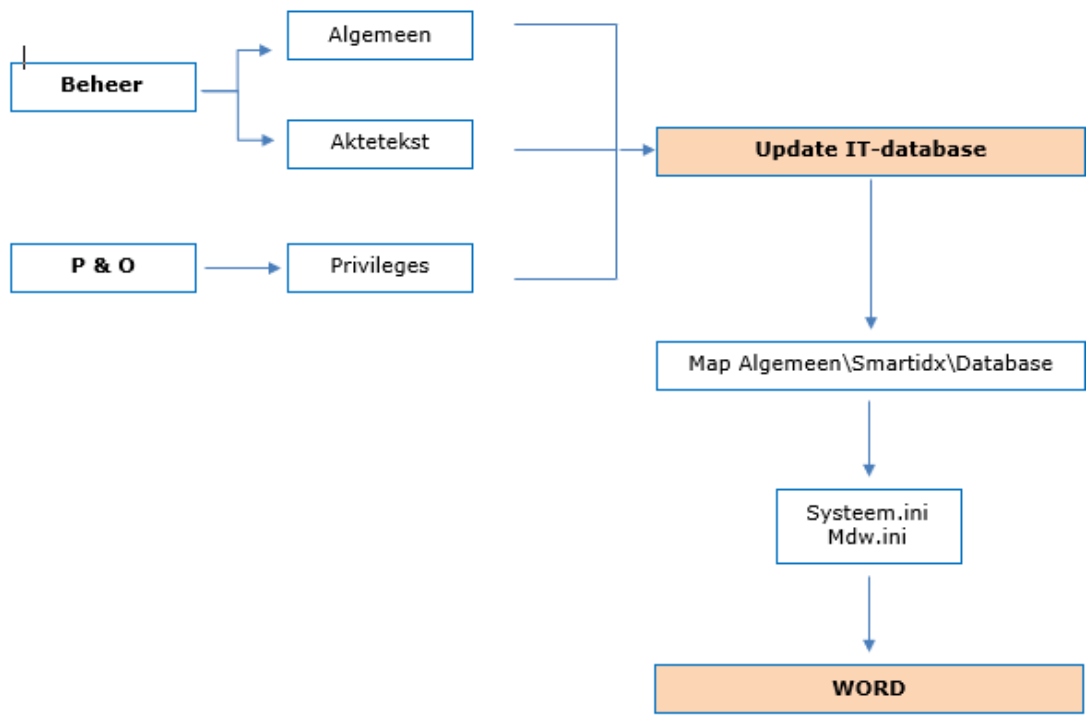 Algemeen
Beheer
Aktetekst
Update IT-database
P & O
Privileges
Map Algemeen\Smartidx\Database
Systeem.ini
Mdw.ini
WORD